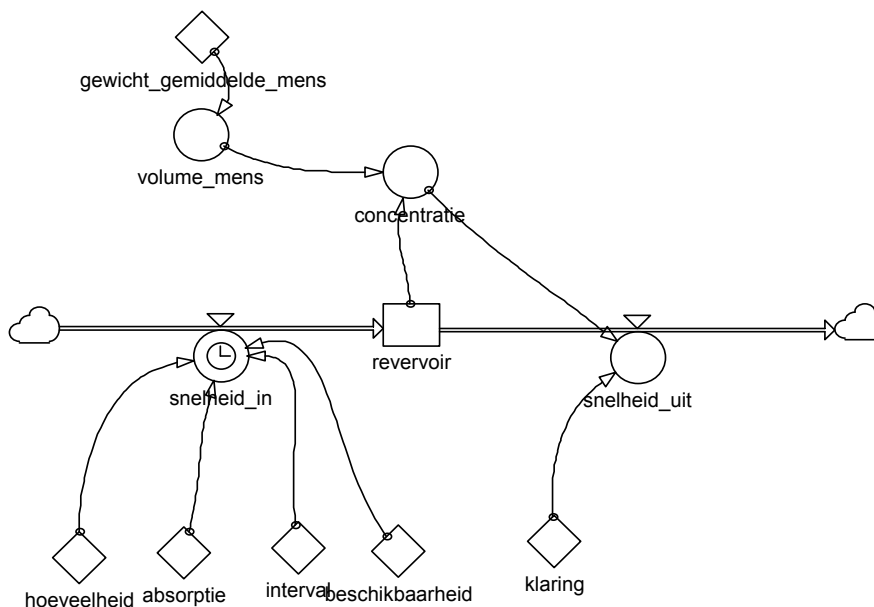 gewicht_gemiddelde_mens
volume_mens
concentratie
revervoir
snelheid_in
snelheid_uit
hoeveelheid
absorptie
interval
beschikbaarheid
klaring